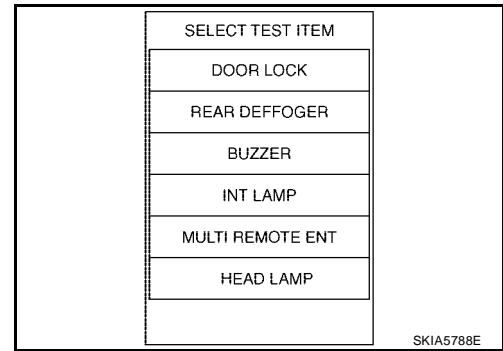 SELECT TEST ITEM
DOOR LOCK
REAR DEFFOGER
BUZZER
INT LAMP
MULTI REMOTE ENT
HEAD LAMP
SKIA5788E